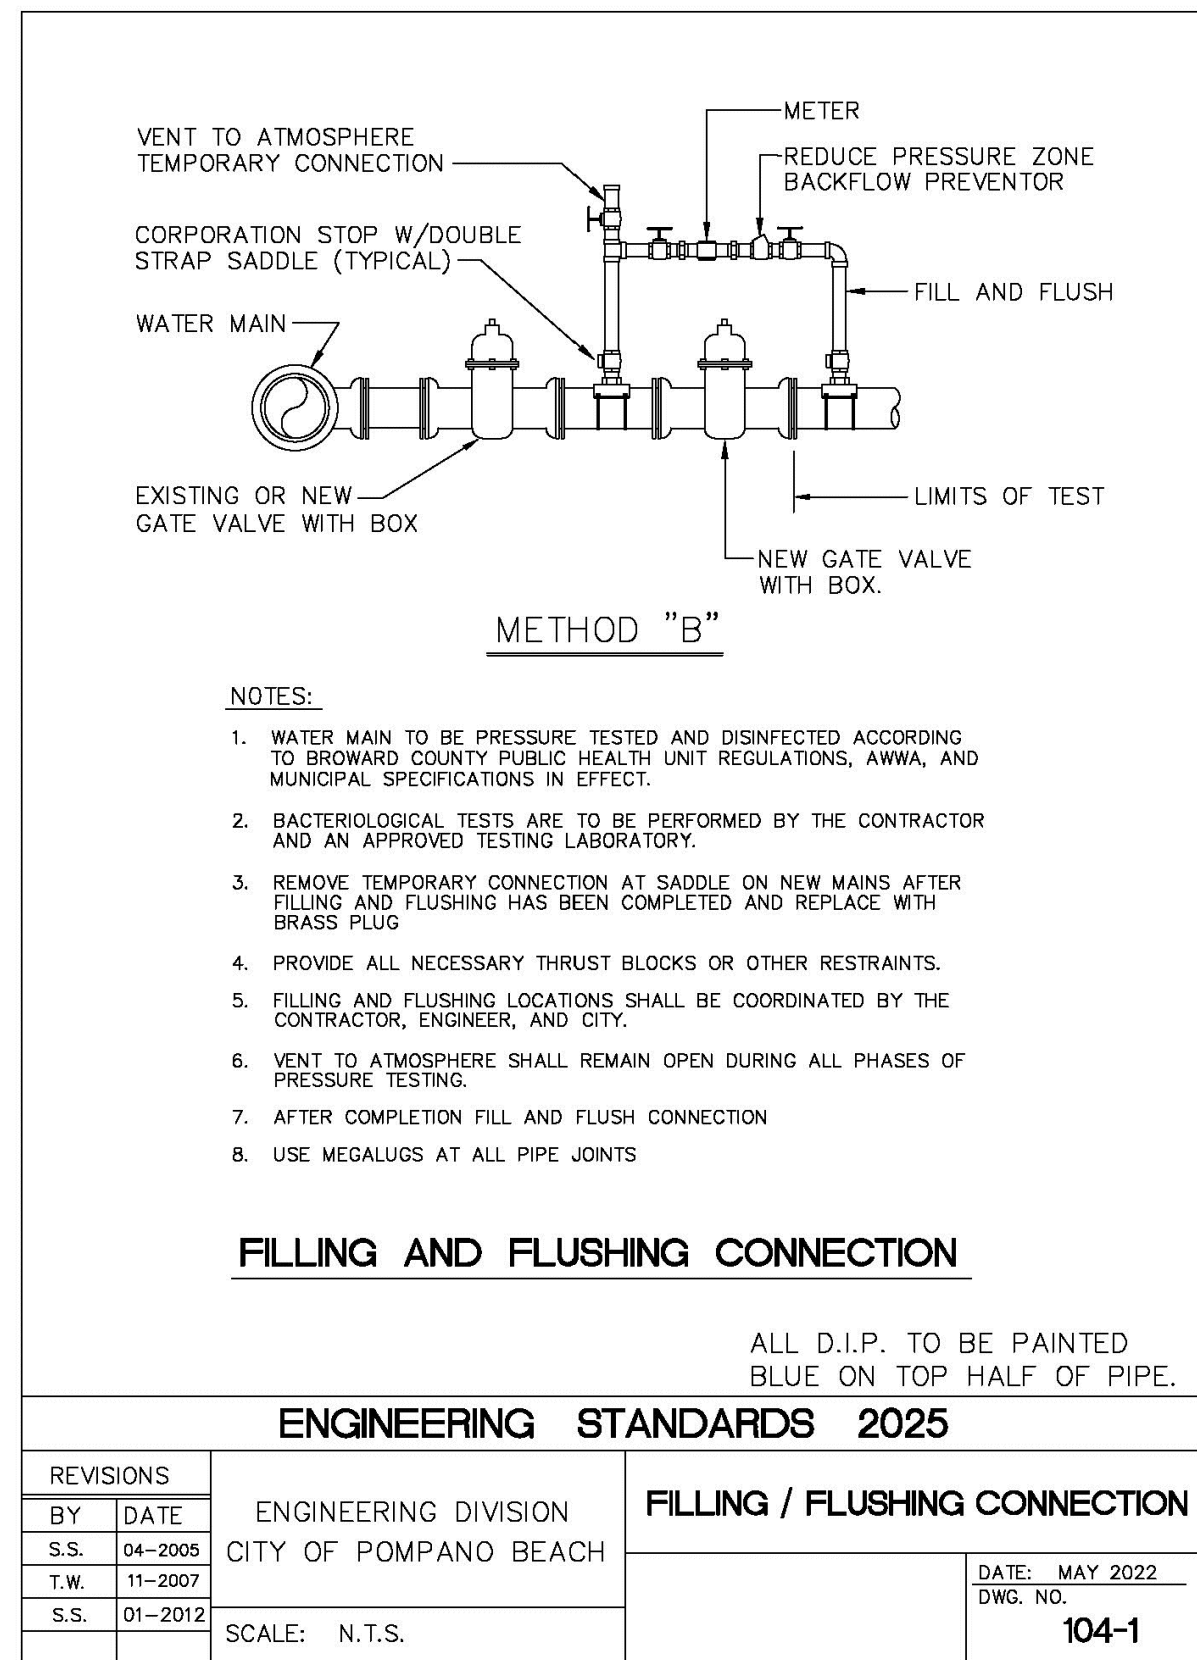 METER
VENT TO ATMOSPHERE
TEMPORARY CONNECTION
REDUCE PRESSURE ZONE
BACKFLOW PREVENTOR
CORPORATION STOP W/DOUBLE
STRAP SADDLE (TYPICAL)
FILL AND FLUSH
WATER MAIN
EXISTING OR NEW
GATE VALVE WITH BOX
LIMITS OF TEST
NEW GATE VALVE
WITH BOX.
METHOD "B"
NOTES:
1. WATER MAIN TO BE PRESSURE TESTED AND DISINFECTED ACCORDING
TO BROWARD COUNTY PUBLIC HEALTH UNIT REGULATIONS, AWWA, AND
MUNICIPAL SPECIFICATIONS IN EFFECT.
2. BACTERIOLOGICAL TESTS ARE TO BE PERFORMED BY THE CONTRACTOR
AND AN APPROVED TESTING LABORATORY.
3. REMOVE TEMPORARY CONNECTION AT SADDLE ON NEW MAINS AFTER
FILLING AND FLUSHING HAS BEEN COMPLETED AND REPLACE WITH
BRASS PLUG
4. PROVIDE ALL NECESSARY THRUST BLOCKS OR OTHER RESTRAINTS.
5. FILLING AND FLUSHING LOCATIONS SHALL BE COORDINATED BY THE
CONTRACTOR, ENGINEER, AND CITY.
6. VENT TO ATMOSPHERE SHALL REMAIN OPEN DURING ALL PHASES OF
PRESSURE TESTING.
7. AFTER COMPLETION FILL AND FLUSH CONNECTION
8. USE MEGALUGS AT ALL PIPE JOINTS
FILLING AND FLUSHING CONNECTION
ALL D.I.P. TO BE PAINTED
BLUE ON TOP HALF OF PIPE.
ENGINEERING STANDARDS 2025
REVISIONS
BY DATE
S.S. 04-2005
T.W. 11-2007
S.S. 01-2012
ENGINEERING DIVISION
CITY OF POMPANO BEACH
SCALE: N.T.S.
FILLING / FLUSHING CONNECTION
DATE: MAY 2022
DWG. NO.
104-1